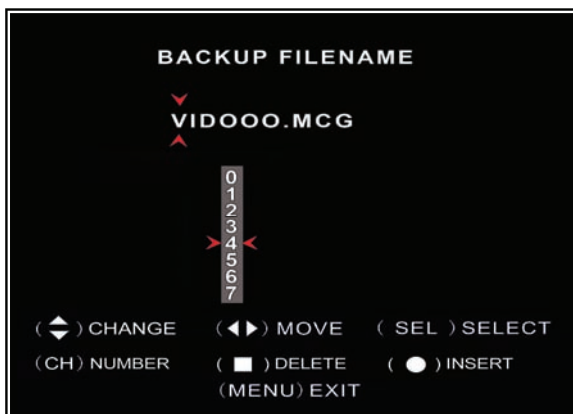 BACKUP FILENAME
VIDOOO.MCG
0
1
2
3
4
5
6
7
( ) CHANGE ( ) MOVE ( SEL ) SELECT
(CH) NUMBER ( ) DELETE ( ) INSERT
(MENU) EXIT